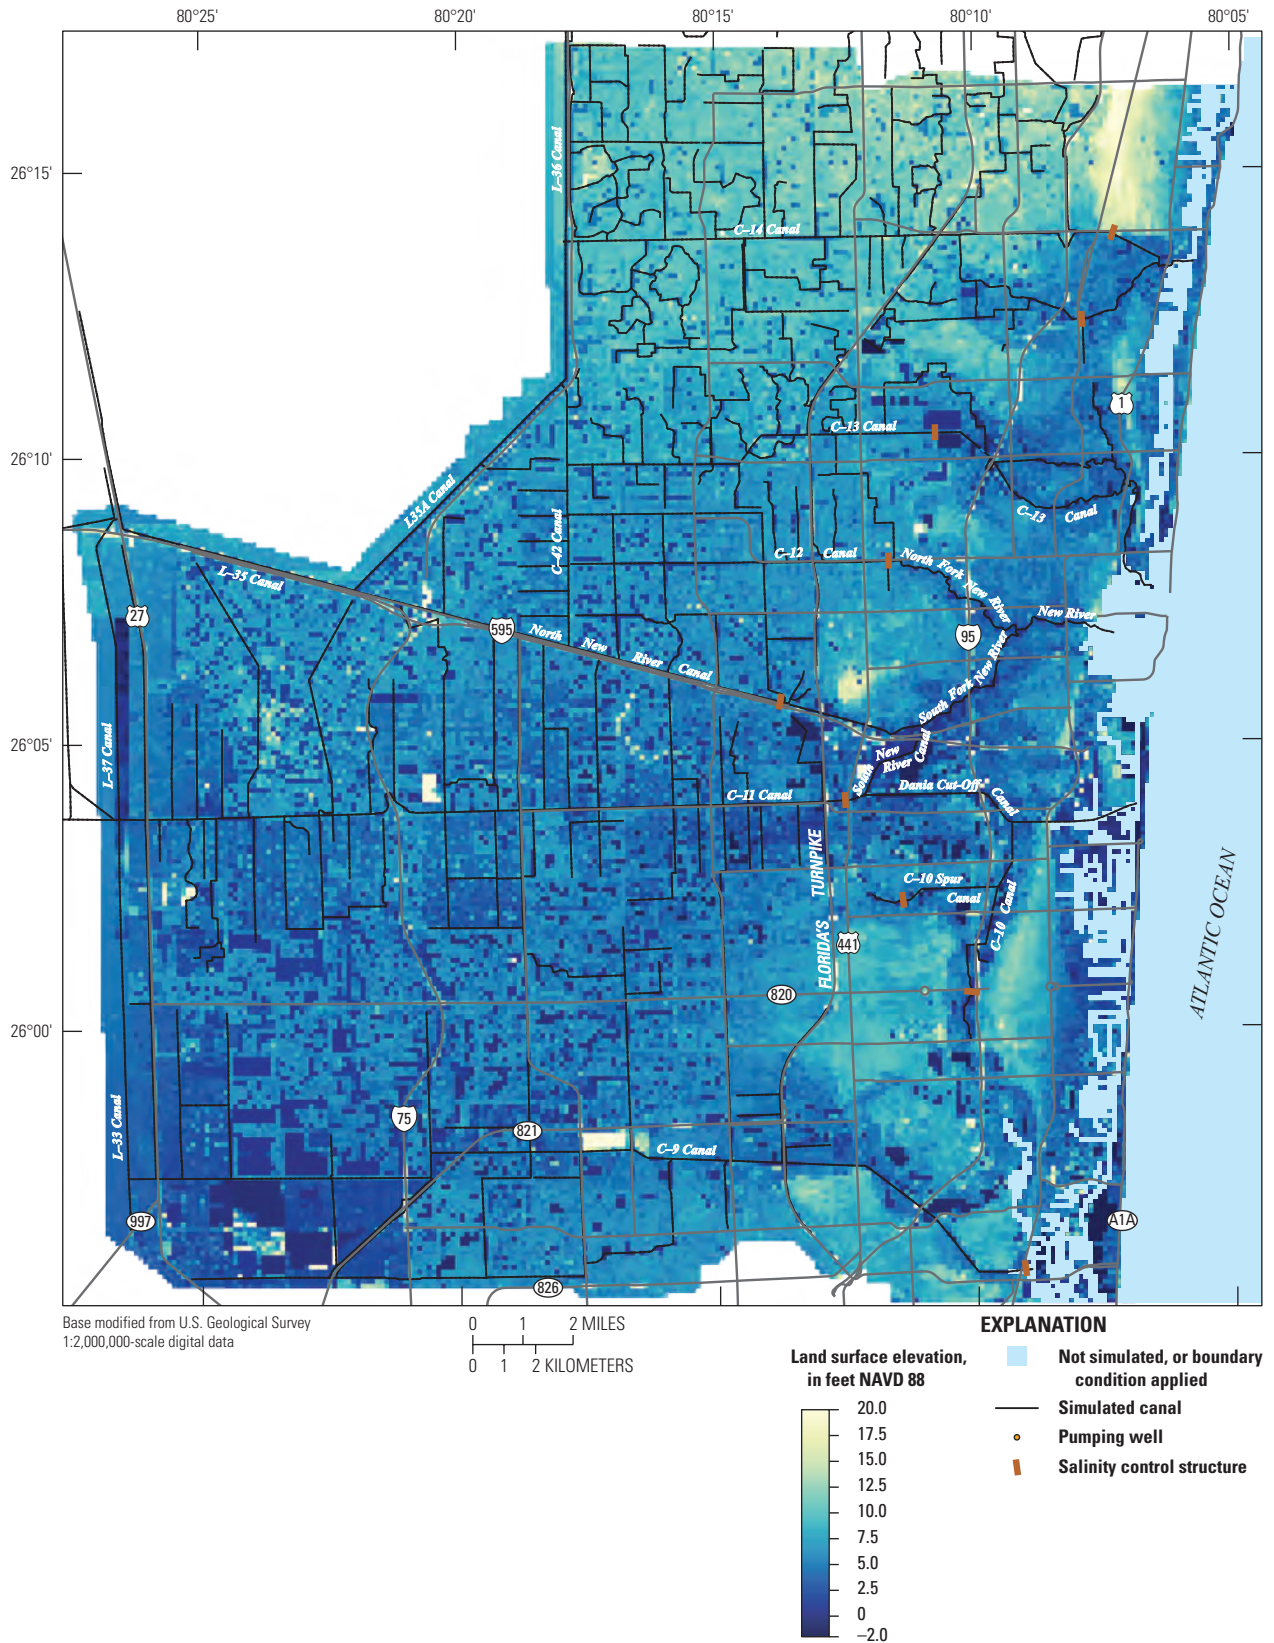 80°25'
80°20'
80°15'
80°10'
80°05'
26°15'
26°10'
26°05'
26°00'
L–36 Canal
C–14 Canal
1
C–13 Canal
L35A Canal
C–42 Canal
C–13 Canal
C–12 Canal
North Fork New River
New River
L–35 Canal
27
595
North New River Canal
95
South Fork New River
L–37 Canal
South New River Canal
Dania Cut-Off Canal
C–11 Canal
FLORIDA'S TURNPIKE
C–10 Spur Canal
C–10 Canal
441
820
ATLANTIC OCEAN
L–33 Canal
75
821
C–9 Canal
997
A1A
826
Base modified from U.S. Geological Survey
1:2,000,000-scale digital data
0 1 2 MILES
0 1 2 KILOMETERS
EXPLANATION
Land surface elevation,
in feet NAVD 88
20.0
17.5
15.0
12.5
10.0
7.5
5.0
2.5
0
–2.0
Not simulated, or boundary
condition applied
Simulated canal
Pumping well
Salinity control structure